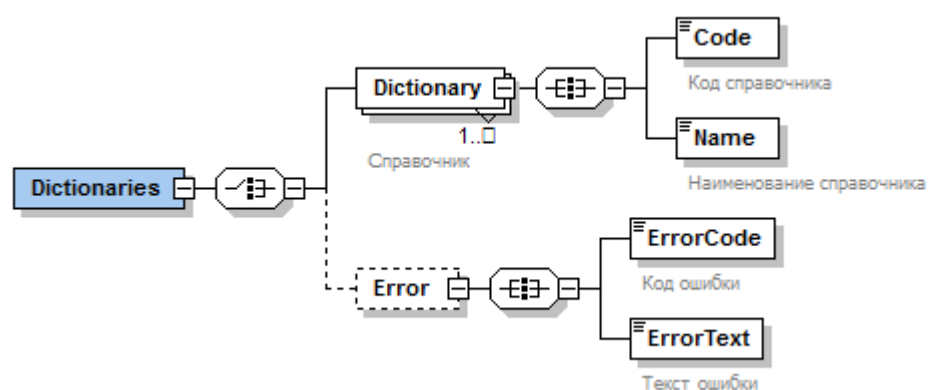 Code
Код справочника
Dictionary
1..□
Справочник
Name
Наименование справочника
Dictionaries
ErrorCode
Код ошибки
Error
ErrorText
Текст ошибки